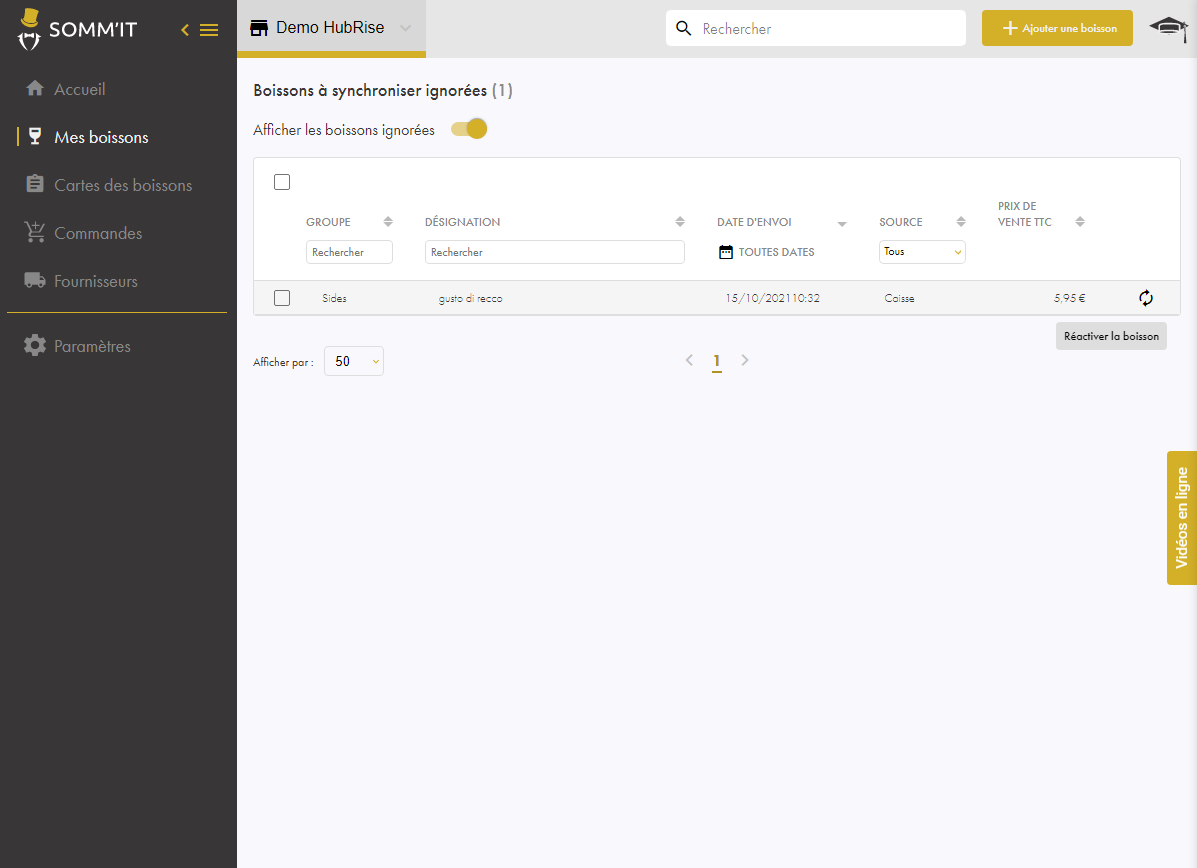 SOMM'IT
Demo HubRise
Rechercher
Ajouter une boisson
Accueil
Mes boissons
Cartes des boissons
Commandes
Fournisseurs
Paramètres
Boissons à synchroniser ignorées (1)
Afficher les boissons ignorées
GROUPE
DÉSIGNATION
DATE D'ENVOI
SOURCE
PRIX DE
VENTE TTC
Rechercher
Rechercher
TOUTES DATES
Tous
Sides
gusto di recco
15/10/202110:32
Caisse
5,95 €
Réactiver la boisson
Afficher par :
50
1
Vidéos en ligne